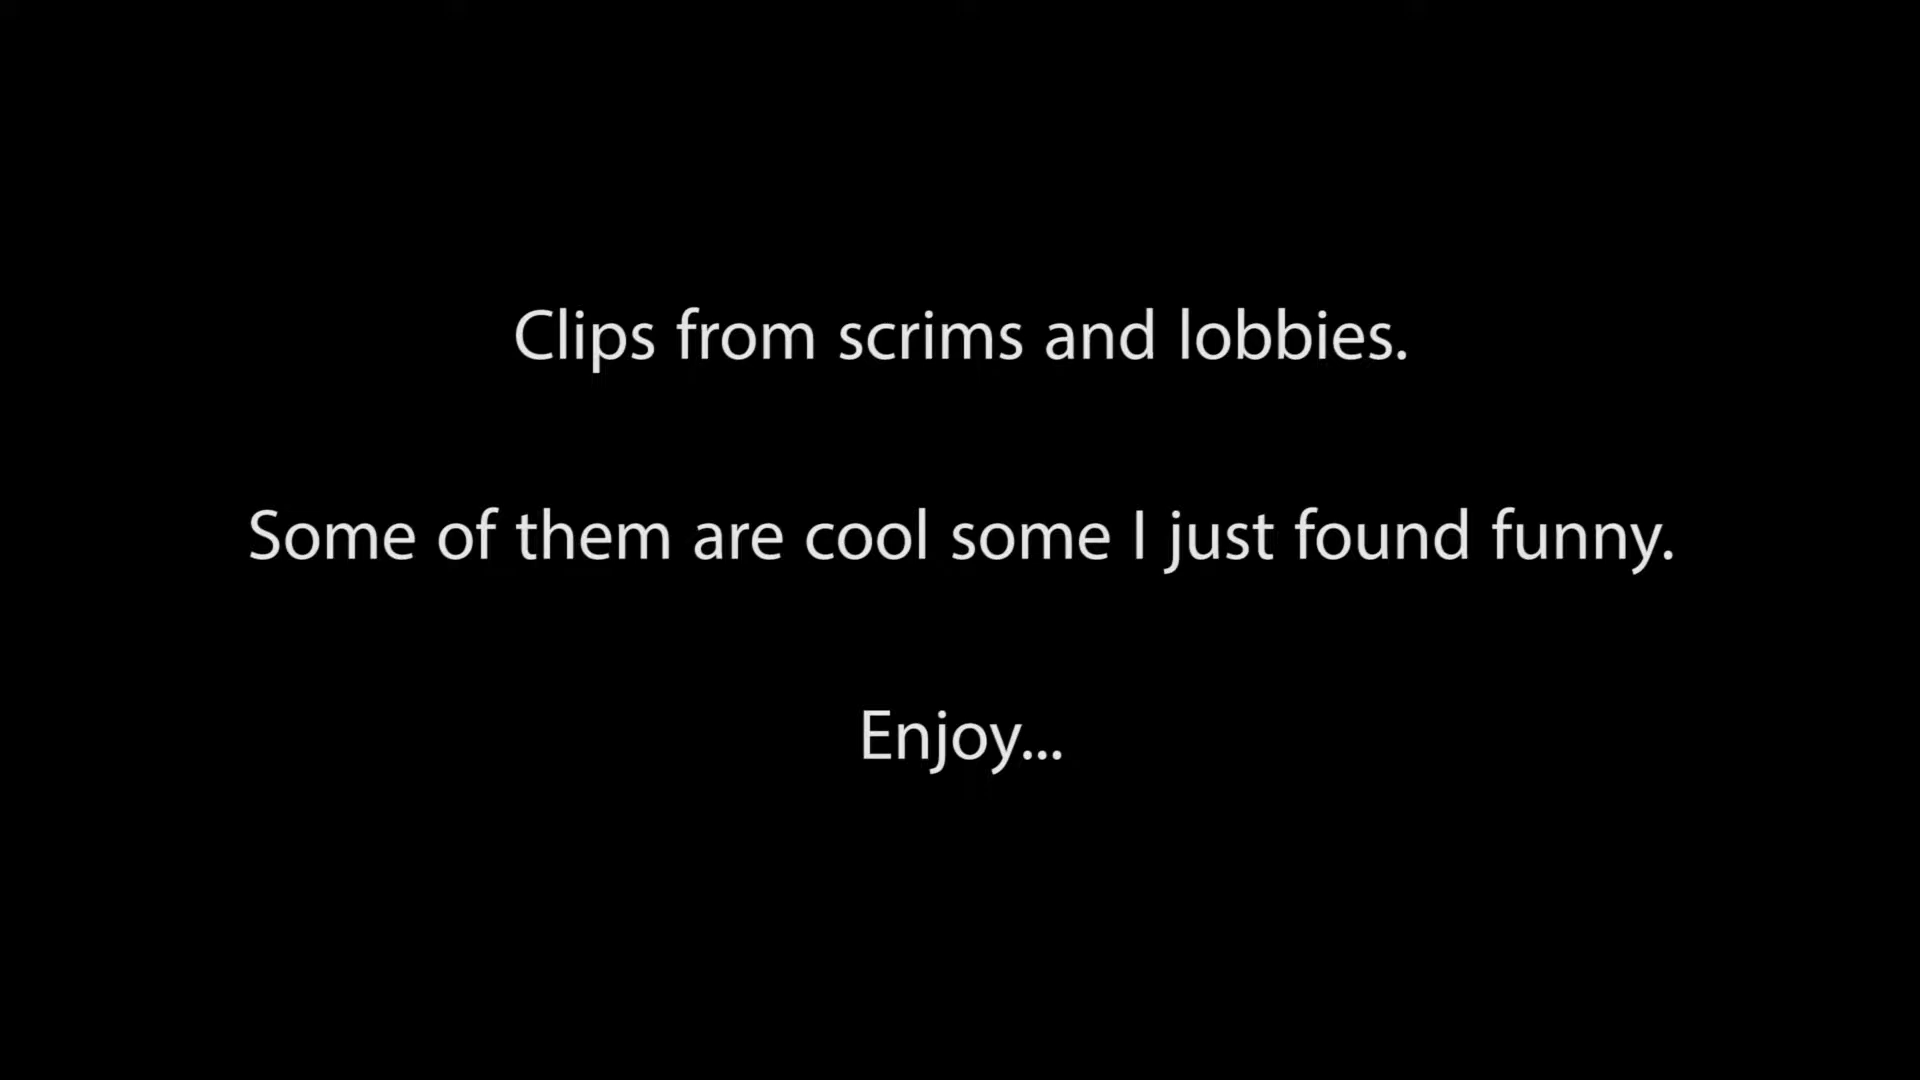 Clips from scrims and lobbies.
Some of them are cool some I just found funny.
Enjoy...